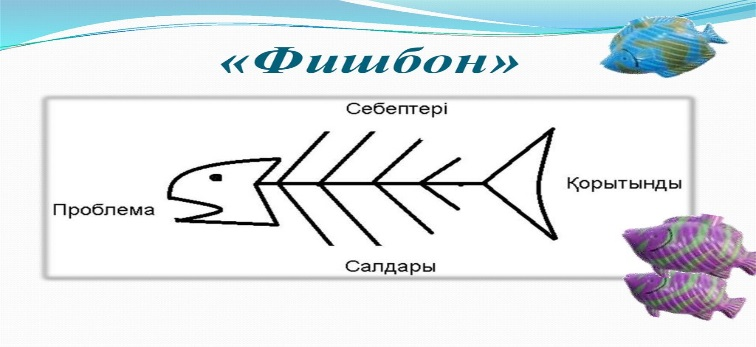 «Фишбон»
Себептері
Қорытынды
Проблема
Салдары